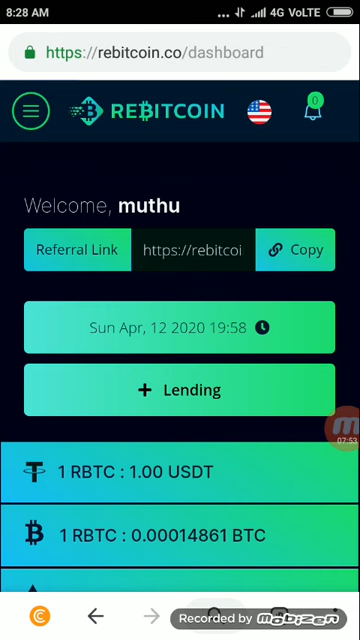 8:28 AM ... 4G VoLTE
https://rebitcoin.co/dashboard
REBITCOIN
0
Welcome, muthu
Referral Link https://rebitcoi Copy
Sun Apr, 12 2020 19:58
+ Lending
07:53
1 RBTC : 1.00 USDT
1 RBTC : 0.00014861 BTC
Recorded by mobizen